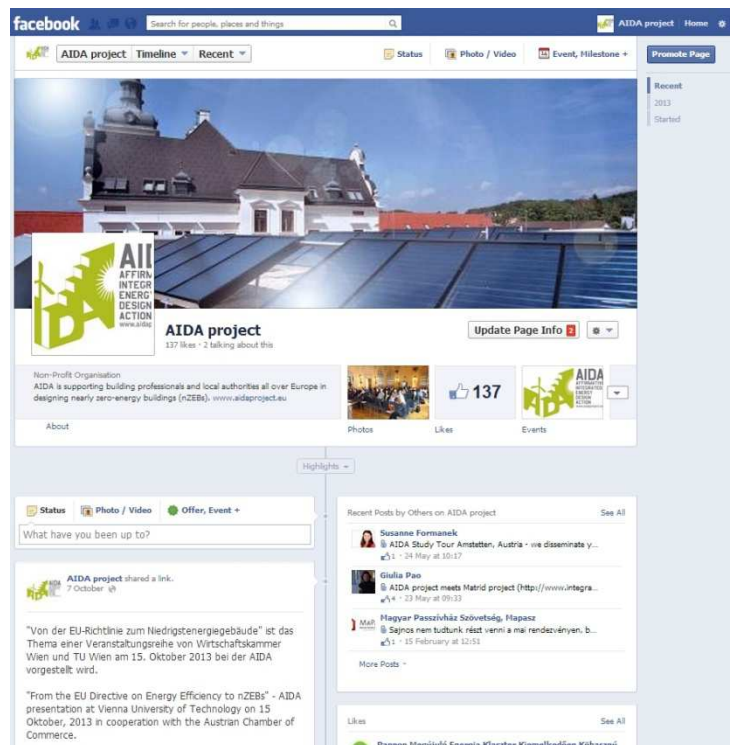 facebook
Search for people, places and things
AIDA project Home
AIDA project Timeline Recent
Status Photo / Video Event, Milestone +
Promote Page
Recent
2013
Started
AID
AFFIRM
INTEGR
ENERG
DESIGN
ACTION
AIDA project
137 likes · 2 talking about this
Update Page Info 2
Non-Profit Organisation
AIDA is supporting building professionals and local authorities all over Europe in
designing nearly zero-energy buildings (nZEBs). www.aidaproject.eu
About
Photos
137
Likes
AIDA
Events
Highlights
Status Photo / Video Offer, Event +
What have you been up to?
AIDA project shared a link.
7 October
"Von der EU-Richtlinie zum Niedrigstenergiegebäude" ist das
Thema einer Veranstaltungsreihe von Wirtschaftskammer
Wien und TU Wien am 15. Oktober 2013 bei der AIDA
vorgestellt wird.
"From the EU Directive on Energy Efficiency to nZEBs" - AIDA
presentation at Vienna University of Technology on 15
Oktober, 2013 in cooperation with the Austrian Chamber of
Commerce.
Recent Posts by Others on AIDA project See All
Susanne Formanek
AIDA Study Tour Amstetten, Austria - we disseminate y...
1 · 24 May at 10:17
Giulia Pao
AIDA project meets Matrid project (http://www.integra...
4 · 23 May at 09:33
Magyar Passzívház Szövetség, Mapasz
Sajnos nem tudtunk részt venni a mai rendezvényen, b...
1 · 15 February at 12:51
More Posts
Likes See All